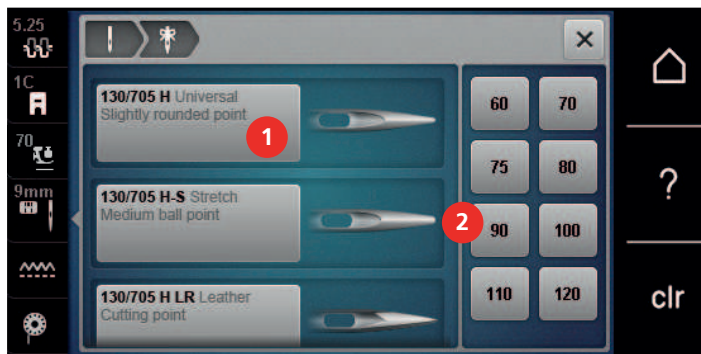 5.25
1C
70
9mm
130/705 H Universal
Slightly rounded point
1
130/705 H-S Stretch
Medium ball point
2
130/705 H LR Leather
Cutting point
60 70
75 80
90 100
110 120
?
clr